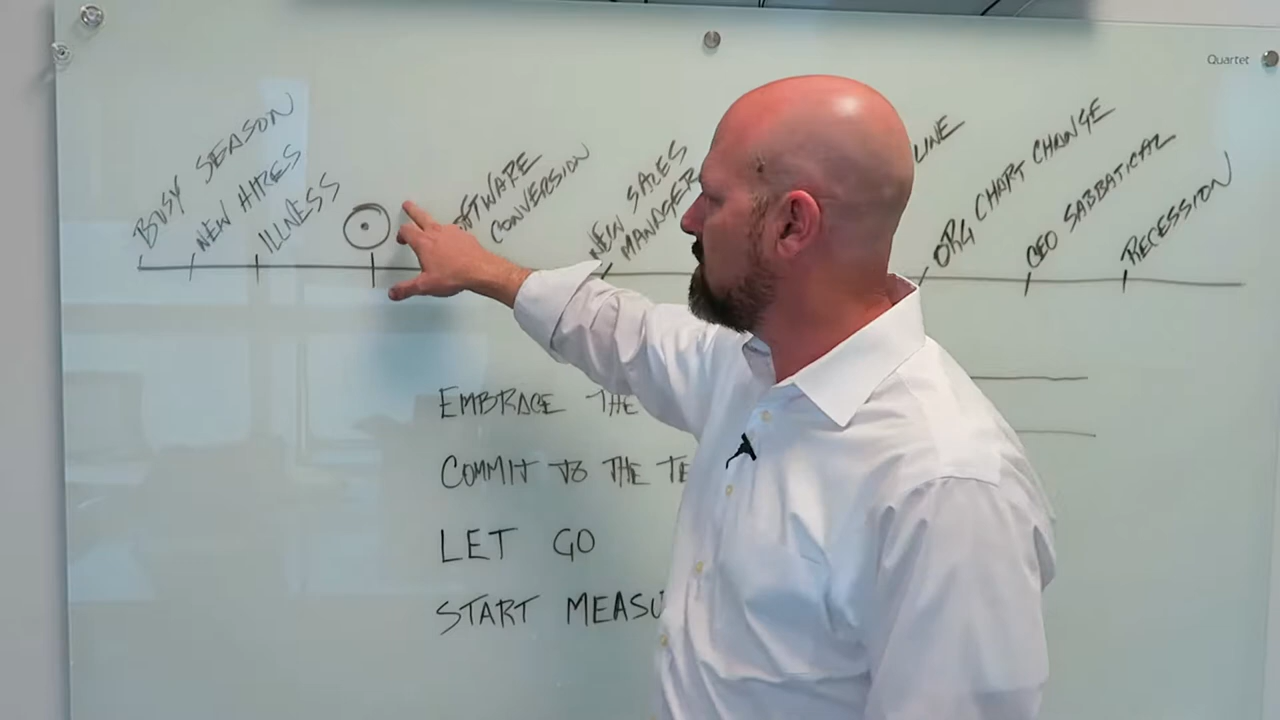 Quartet
BUSY SEASON
NEW HIRES
ILLNESS
CONVERSION
NEW SALES
MANAGER
LINE
ORG CHART CHANGE
CEO SABBATICAL
RECESSION
EMBRACE THE
COMMIT TO THE
LET GO
START